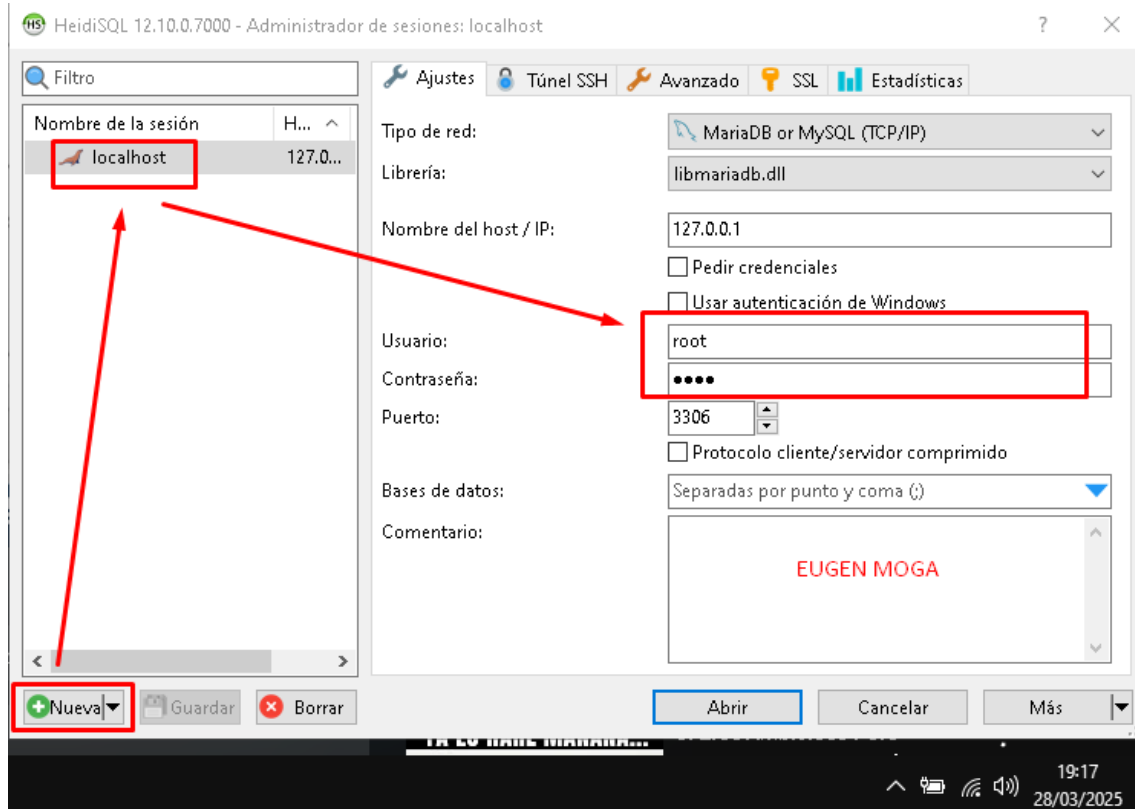 HeidiSQL 12.10.0.7000 - Administrador de sesiones: localhost
Filtro
Nombre de la sesión H...
localhost 127.0...
Ajustes Túnel SSH Avanzado SSL Estadísticas
Tipo de red: MariaDB or MySQL (TCP/IP)
Librería: libmariadb.dll
Nombre del host / IP: 127.0.0.1
Pedir credenciales
Usar autenticación de Windows
Usuario: root
Contraseña: ●●●●
Puerto: 3306
Protocolo cliente/servidor comprimido
Bases de datos: Separadas por punto y coma (;)
Comentario:
EUGEN MOGA
Nueva Guardar Borrar Abrir Cancelar Más
19:17
28/03/2025